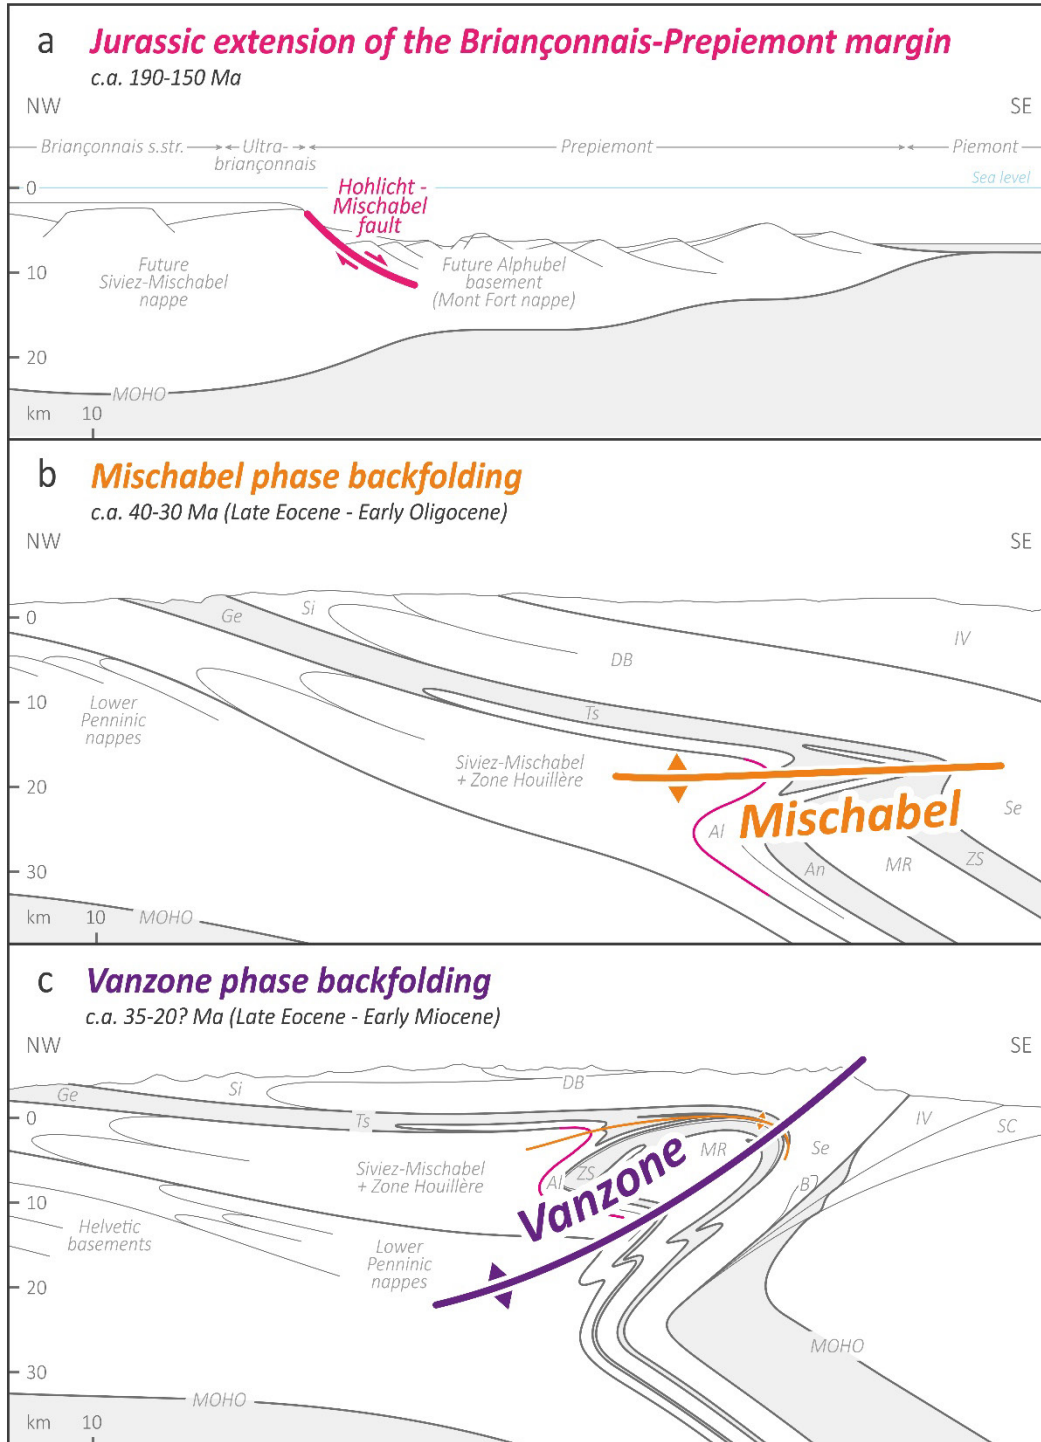 a Jurassic extension of the Briançonnais-Prepiemont margin
c.a. 190-150 Ma
NW
SE
Briançonnais s.str.
Ultra-
briançonnais
Prepiemont
Piemont
Sea level
0
Hohlicht -
Mischabel
fault
Future
Siviez-Mischabel
nappe
Future Alphubel
basement
(Mont Fort nappe)
10
20
MOHO
km 10
b Mischabel phase backfolding
c.a. 40-30 Ma (Late Eocene - Early Oligocene)
NW
SE
0
Ge
Si
DB
IV
10
Lower
Penninic
nappes
Ts
Siviez-Mischabel
+ Zone Houillère
20
Mischabel
Al
Se
An
MR
ZS
30
km 10
MOHO
c Vanzone phase backfolding
c.a. 35-20? Ma (Late Eocene - Early Miocene)
NW
SE
Ge
Si
DB
0
Ts
IV
SC
Siviez-Mischabel
+ Zone Houillère
Al
ZS
MR
Se
Vanzone
10
Helvetic
basements
Lower
Penninic
nappes
20
MOHO
30
MOHO
km 10